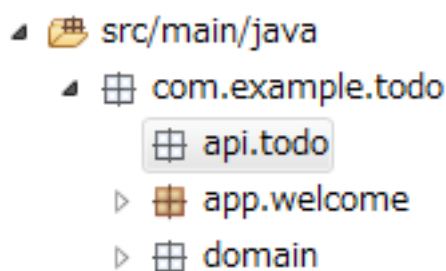 src/main/java
com.example.todo
api.todo
app.welcome
domain